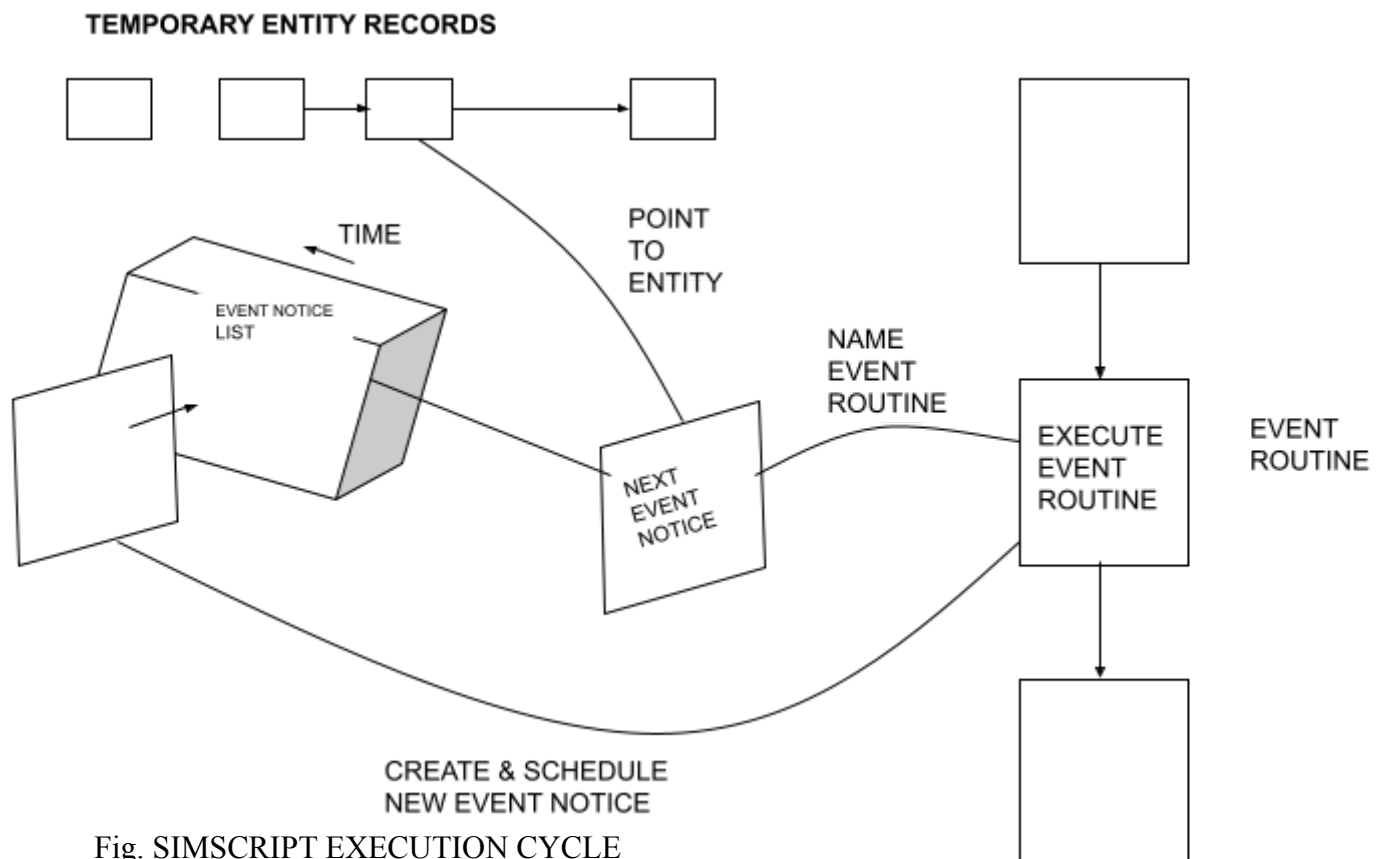 TEMPORARY ENTITY RECORDS
POINT
TO
ENTITY
TIME
EVENT NOTICE
LIST
NAME
EVENT
ROUTINE
NEXT
EVENT
NOTICE
EXECUTE
EVENT
ROUTINE
EVENT
ROUTINE
CREATE & SCHEDULE
NEW EVENT NOTICE
Fig. SIMSCRIPT EXECUTION CYCLE